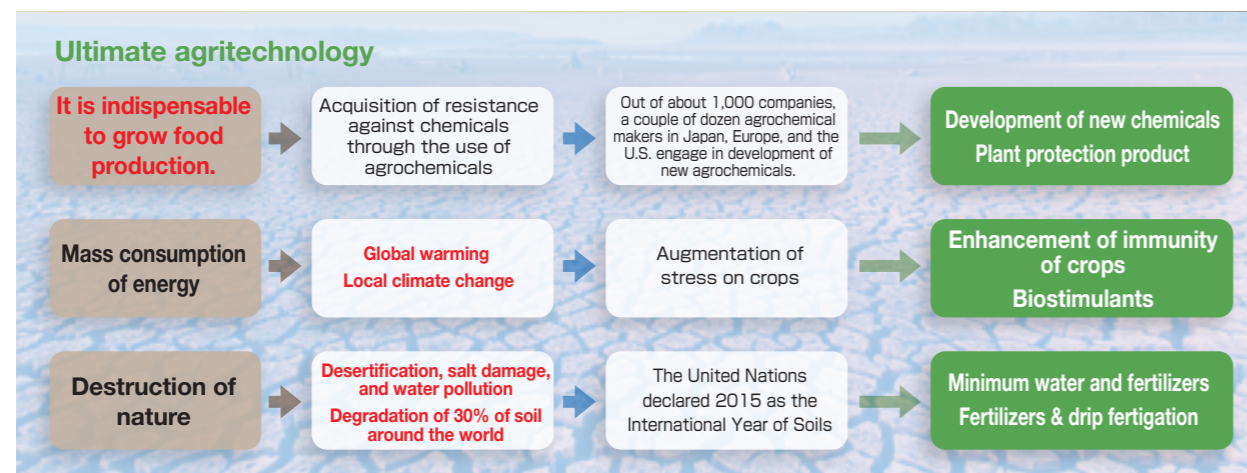 Ultimate agritechnology
It is indispensable
to grow food
production.
Acquisition of resistance
against chemicals
through the use of
agrochemicals
Out of about 1,000 companies,
a couple of dozen agrochemical
makers in Japan, Europe, and the
U.S. engage in development of
new agrochemicals.
Development of new chemicals
Plant protection product
Mass consumption
of energy
Global warming
Local climate change
Augmentation of
stress on crops
Enhancement of immunity
of crops
Biostimulants
Destruction of
nature
Desertification, salt damage,
and water pollution
Degradation of 30% of soil
around the world
The United Nations
declared 2015 as the
International Year of Soils
Minimum water and fertilizers
Fertilizers & drip fertigation